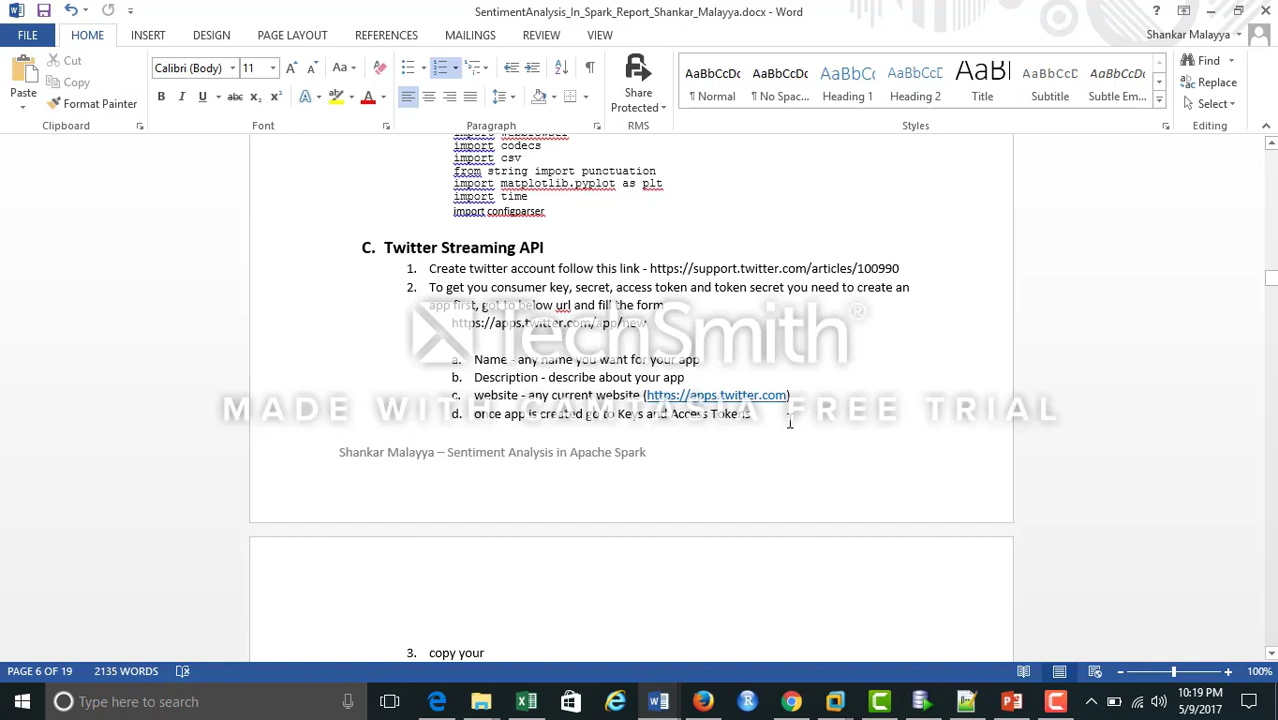 SentimentAnalysis_In_Spark_Report_Shankar_Malayya.docx - Word
FILE HOME INSERT DESIGN PAGE LAYOUT REFERENCES MAILINGS REVIEW VIEW
Shankar Malayya
Paste
Cut
Copy
Format Painter
Clipboard
Calibri (Body) 11
Font
Paragraph
Share
Protected
RMS
AaBbCcDc AaBbCcDc AaBbCc AaBbCcC AaBl AaBbCcD AaBbCcDc
¶ Normal ¶ No Spac... Heading 1 Heading 2 Title Subtitle Subtle Em...
Styles
Find
Replace
Select
Editing
import webbrowser
import codecs
import csv
from string import punctuation
import matplotlib.pyplot as plt
import time
import configparser
C. Twitter Streaming API
1. Create twitter account follow this link - https://support.twitter.com/articles/100990
2. To get you consumer key, secret, access token and token secret you need to create an
app first, got to below url and fill the form
https://apps.twitter.com/app/new
a. Name - any name you want for your app
b. Description - describe about your app
c. website - any current website (https://apps.twitter.com)
d. once app is created go to Keys and Access Tokens
TechSmith®
MADE WITH CAMTASIA FREE TRIAL
Shankar Malayya – Sentiment Analysis in Apache Spark
3. copy your
PAGE 6 OF 19 2135 WORDS
100%
Type here to search
10:19 PM
5/9/2017